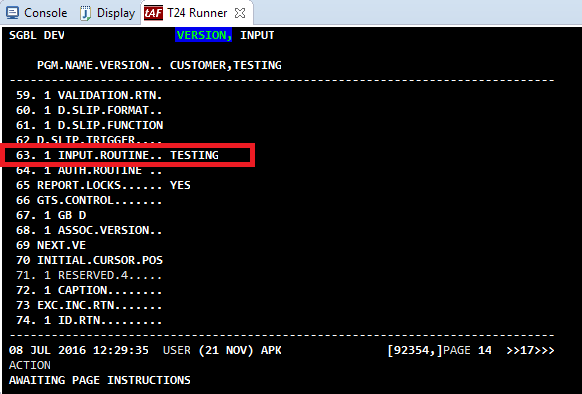 Console Display tAF T24 Runner
SGBL DEV VERSION, INPUT
PGM.NAME.VERSION.. CUSTOMER,TESTING
------------------------------------------------------------------
59. 1 VALIDATION.RTN.
60. 1 D.SLIP.FORMAT..
61. 1 D.SLIP.FUNCTION
62 D.SLIP.TRIGGER....
63. 1 INPUT.ROUTINE.. TESTING
64. 1 AUTH.ROUTINE ..
65 REPORT.LOCKS...... YES
66 GTS.CONTROL.......
67. 1 GB D
68. 1 ASSOC.VERSION..
69 NEXT.VE
70 INITIAL.CURSOR.POS
71. 1 RESERVED.4.....
72. 1 CAPTION........
73 EXC.INC.RTN.......
74. 1 ID.RTN.........
------------------------------------------------------------------
08 JUL 2016 12:29:35 USER (21 NOV) APK [92354,]PAGE 14 >>17>>>
ACTION
AWAITING PAGE INSTRUCTIONS